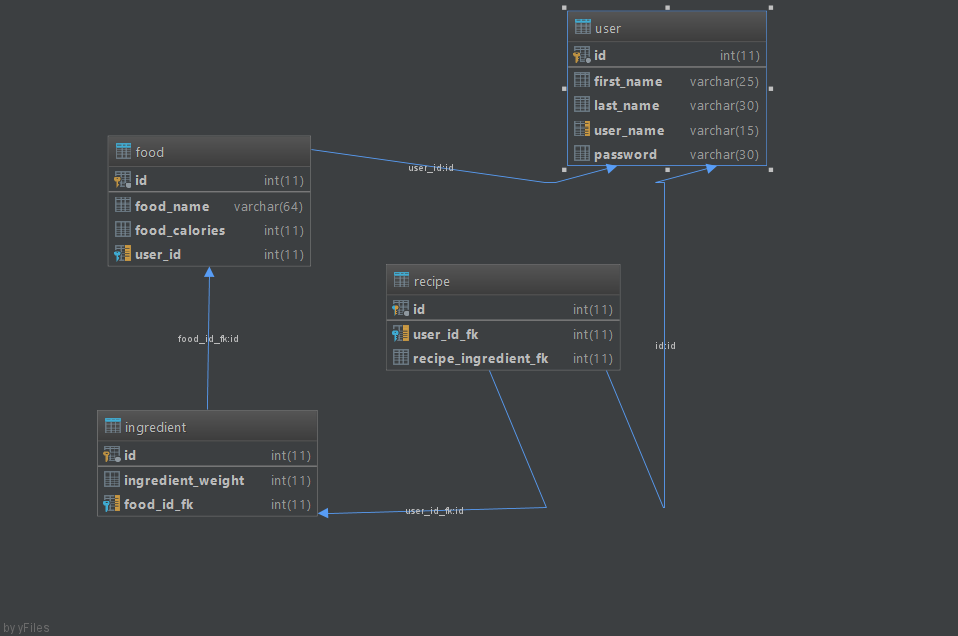 user
id int(11)
first_name varchar(25)
last_name varchar(30)
user_name varchar(15)
password varchar(30)
food
id int(11)
food_name varchar(64)
food_calories int(11)
user_id int(11)
user_id:id
recipe
id int(11)
user_id_fk int(11)
recipe_ingredient_fk int(11)
food_id_fk:id
id:id
ingredient
id int(11)
ingredient_weight int(11)
food_id_fk int(11)
user_id_fk:id
by yFiles